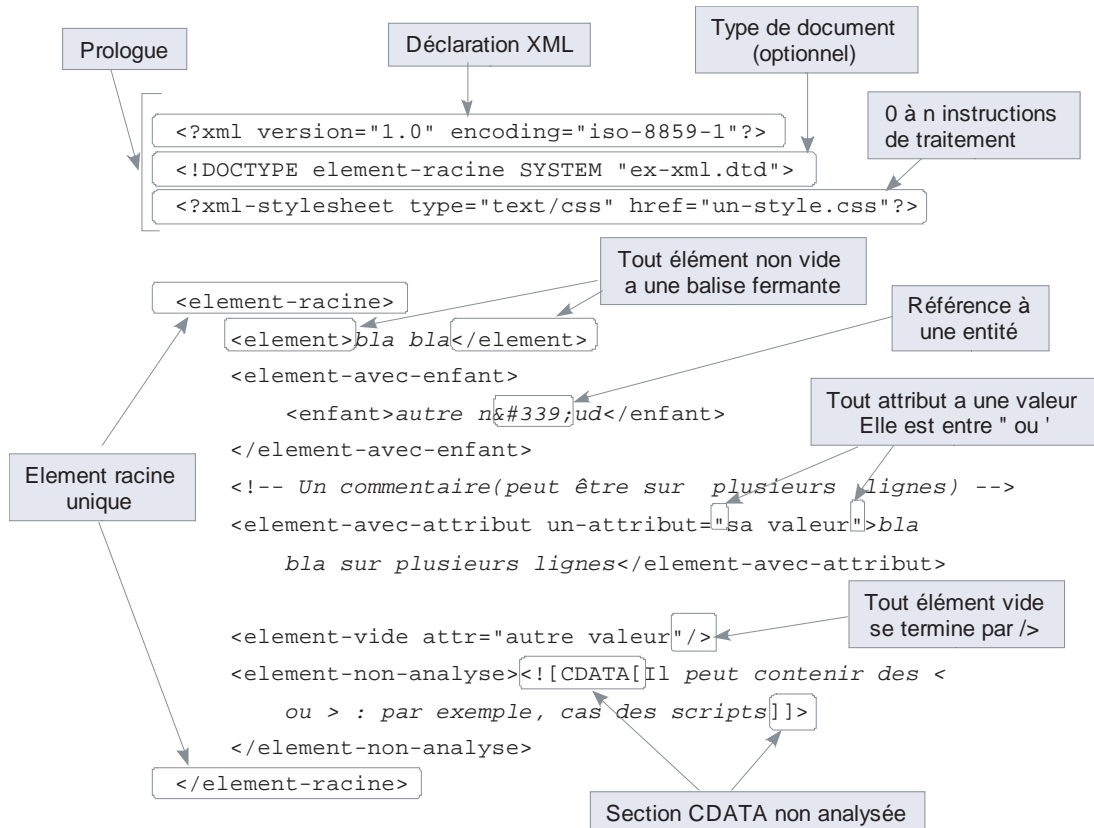 Prologue
Déclaration XML
Type de document
(optionnel)
0 à n instructions
de traitement
<?xml version="1.0" encoding="iso-8859-1"?>
<!DOCTYPE element-racine SYSTEM "ex-xml.dtd">
<?xml-stylesheet type="text/css" href="un-style.css"?>
Tout élément non vide
a une balise fermante
Référence à
une entité
<element-racine>
<element>bla bla</element>
<element-avec-enfant>
<enfant>autre n&#339;ud</enfant>
</element-avec-enfant>
Tout attribut a une valeur
Elle est entre " ou '
Element racine
unique
<!-- Un commentaire(peut être sur plusieurs lignes) -->
<element-avec-attribut un-attribut="sa valeur">bla
bla sur plusieurs lignes</element-avec-attribut>
Tout élément vide
se termine par />
<element-vide attr="autre valeur"/>
<element-non-analyse><![CDATA[Il peut contenir des <
ou > : par exemple, cas des scripts]]>
</element-non-analyse>
</element-racine>
Section CDATA non analysée